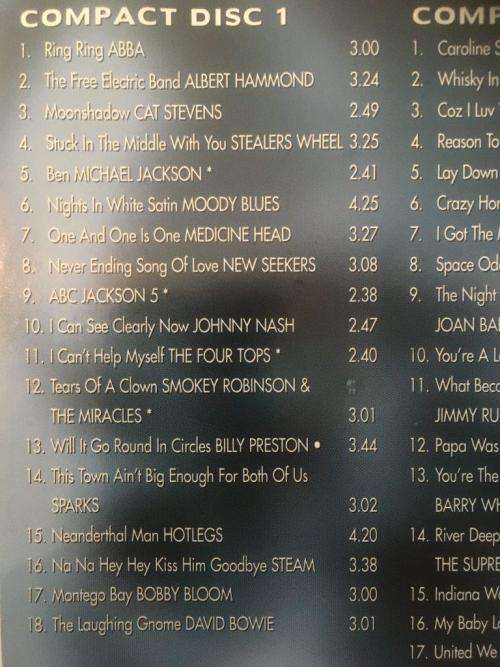 COMPACT DISC 1
1. Ring Ring ABBA 3.00
2. The Free Electric Band ALBERT HAMMOND 3.24
3. Moonshadow CAT STEVENS 2.49
4. Stuck In The Middle With You STEALERS WHEEL 3.25
5. Ben MICHAEL JACKSON * 2.41
6. Nights In White Satin MOODY BLUES 4.25
7. One And One Is One MEDICINE HEAD 3.27
8. Never Ending Song Of Love NEW SEEKERS 3.08
9. ABC JACKSON 5 * 2.38
10. I Can See Clearly Now JOHNNY NASH 2.47
11. I Can't Help Myself THE FOUR TOPS * 2.40
12. Tears Of A Clown SMOKEY ROBINSON &
THE MIRACLES * 3.01
13. Will It Go Round In Circles BILLY PRESTON • 3.44
14. This Town Ain't Big Enough For Both Of Us
SPARKS 3.02
15. Neanderthal Man HOTLEGS 4.20
16. Na Na Hey Hey Kiss Him Goodbye STEAM 3.38
17. Montego Bay BOBBY BLOOM 3.00
18. The Laughing Gnome DAVID BOWIE 3.01
COMP
1. Caroline S
2. Whisky In
3. Coz I Luv
4. Reason To
5. Lay Down
6. Crazy Hor
7. I Got The
8. Space Od
9. The Night
JOAN BA
10. You're A L
11. What Bec
JIMMY RU
12. Papa Was
13. You're The
BARRY WH
14. River Deep
THE SUPRE
15. Indiana W
16. My Baby L
17. United We